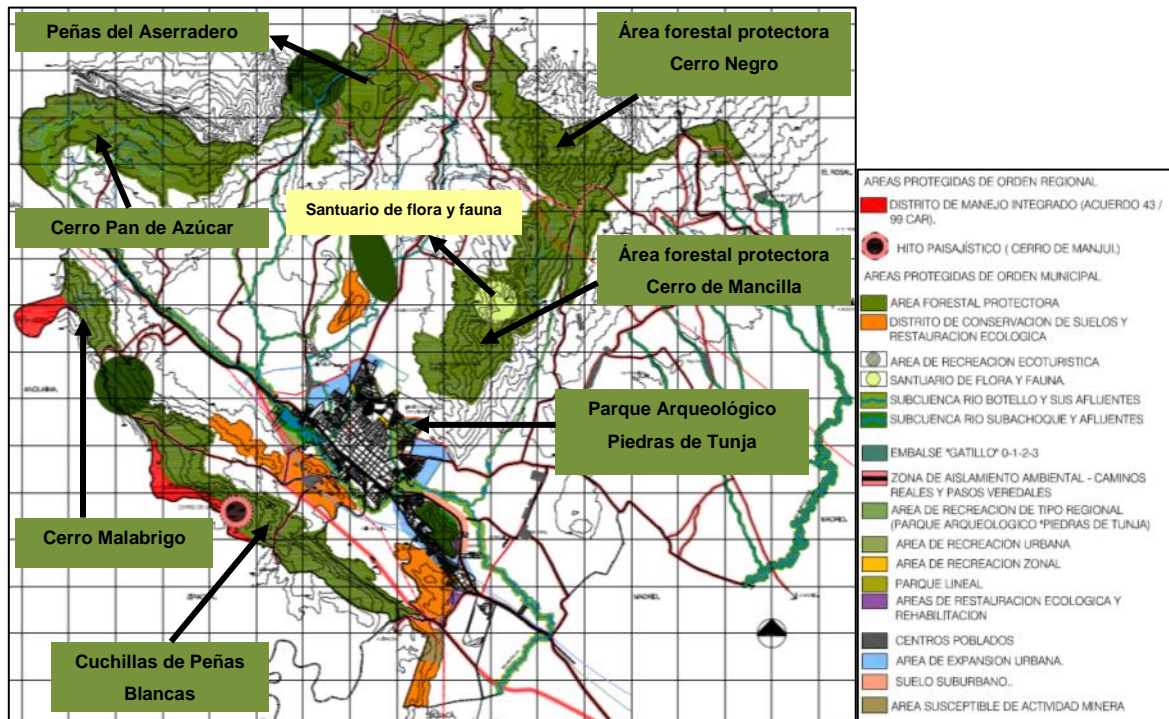 Peñas del Aserradero
Área forestal protectora
Cerro Negro
Santuario de flora y fauna
Cerro Pan de Azúcar
Área forestal protectora
Cerro de Mancilla
Parque Arqueológico
Piedras de Tunja
Cerro Malabrigo
Cuchillas de Peñas
Blancas
EL ROSAL
MADRID
MADRID
AREAS PROTEGIDAS DE ORDEN REGIONAL
DISTRITO DE MANEJO INTEGRADO (ACUERDO 43 /
99 CAR).
HITO PAISAJÍSTICO ( CERRO DE MANJUI.)
AREAS PROTEGIDAS DE ORDEN MUNICIPAL
AREA FORESTAL PROTECTORA
DISTRITO DE CONSERVACION DE SUELOS Y
RESTAURACION ECOLOGICA
AREA DE RECREACION ECOTURISTICA
SANTUARIO DE FLORA Y FAUNA.
SUBCUENCA RIO BOTELLO Y SUS AFLUENTES
SUBCUENCA RIO SUBACHOQUE Y AFLUENTES
EMBALSE "GATILLO" 0-1-2-3
ZONA DE AISLAMIENTO AMBIENTAL - CAMINOS
REALES Y PASOS VEREDALES
AREA DE RECREACION DE TIPO REGIONAL
(PARQUE ARQUEOLOGICO "PIEDRAS DE TUNJA)
AREA DE RECREACION URBANA
AREA DE RECREACION ZONAL
PARQUE LINEAL
AREAS DE RESTAURACION ECOLOGICA Y
REHABILITACION
CENTROS POBLADOS
AREA DE EXPANSION URBANA.
SUELO SUBURBANO..
AREA SUSCEPTIBLE DE ACTIVIDAD MINERA